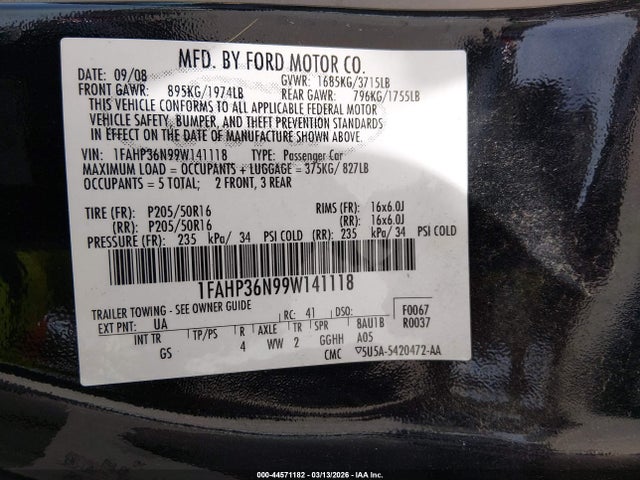 MFD. BY FORD MOTOR CO.
DATE: 09/08 GVWR: 1685KG/3715LB
FRONT GAWR: 895KG/1974LB REAR GAWR: 796KG/1755LB
THIS VEHICLE CONFORMS TO ALL APPLICABLE FEDERAL MOTOR
VEHICLE SAFETY, BUMPER, AND THEFT PREVENTION STANDARDS
IN EFFECT ON THE DATE OF MANUFACTURE SHOWN ABOVE.
VIN: 1FAHP36N99W141118 TYPE: Passenger Car
MAXIMUM LOAD = OCCUPANTS + LUGGAGE = 375KG/ 827LB
OCCUPANTS = 5 TOTAL; 2 FRONT, 3 REAR
TIRE (FR): P205/50R16 RIMS (FR): 16x6.0J
(RR): P205/50R16 (RR): 16x6.0J
PRESSURE (FR): 235 kPa/ 34 PSI COLD (RR): 235 kPa/ 34 PSI COLD
1FAHP36N99W141118
TRAILER TOWING - SEE OWNER GUIDE
EXT PNT: UA RC: 41 DSO: F0067
R0037
INT TR TP/PS R AXLE TR SPR 8AU1B
GS 4 WW 2 GGHH A05
CMC 5U5A-5420472-AA
000-44571182 - 03/13/2026 - IAA Inc.